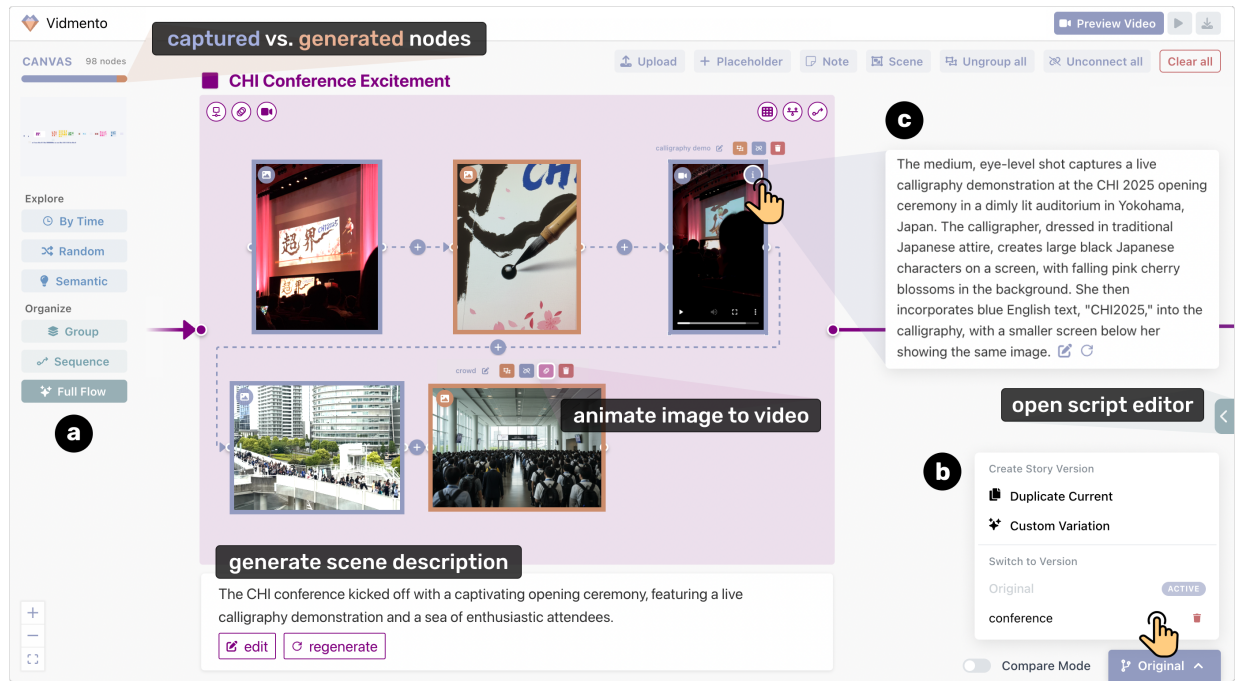 Vidmento
Preview Video
captured vs. generated nodes
CANVAS 98 nodes
Upload
Placeholder
Note
Scene
Ungroup all
Unconnect all
Clear all
CHI Conference Excitement
Explore
By Time
Random
Semantic
Organize
Group
Sequence
Full Flow
a
calligraphy demo
超界
CHI2025
CH
c
The medium, eye-level shot captures a live
calligraphy demonstration at the CHI 2025 opening
ceremony in a dimly lit auditorium in Yokohama,
Japan. The calligrapher, dressed in traditional
Japanese attire, creates large black Japanese
characters on a screen, with falling pink cherry
blossoms in the background. She then
incorporates blue English text, "CHI2025," into the
calligraphy, with a smaller screen below her
showing the same image.
crowd
animate image to video
open script editor
b
Create Story Version
Duplicate Current
Custom Variation
Switch to Version
Original ACTIVE
conference
generate scene description
The CHI conference kicked off with a captivating opening ceremony, featuring a live
calligraphy demonstration and a sea of enthusiastic attendees.
edit
regenerate
Compare Mode
Original